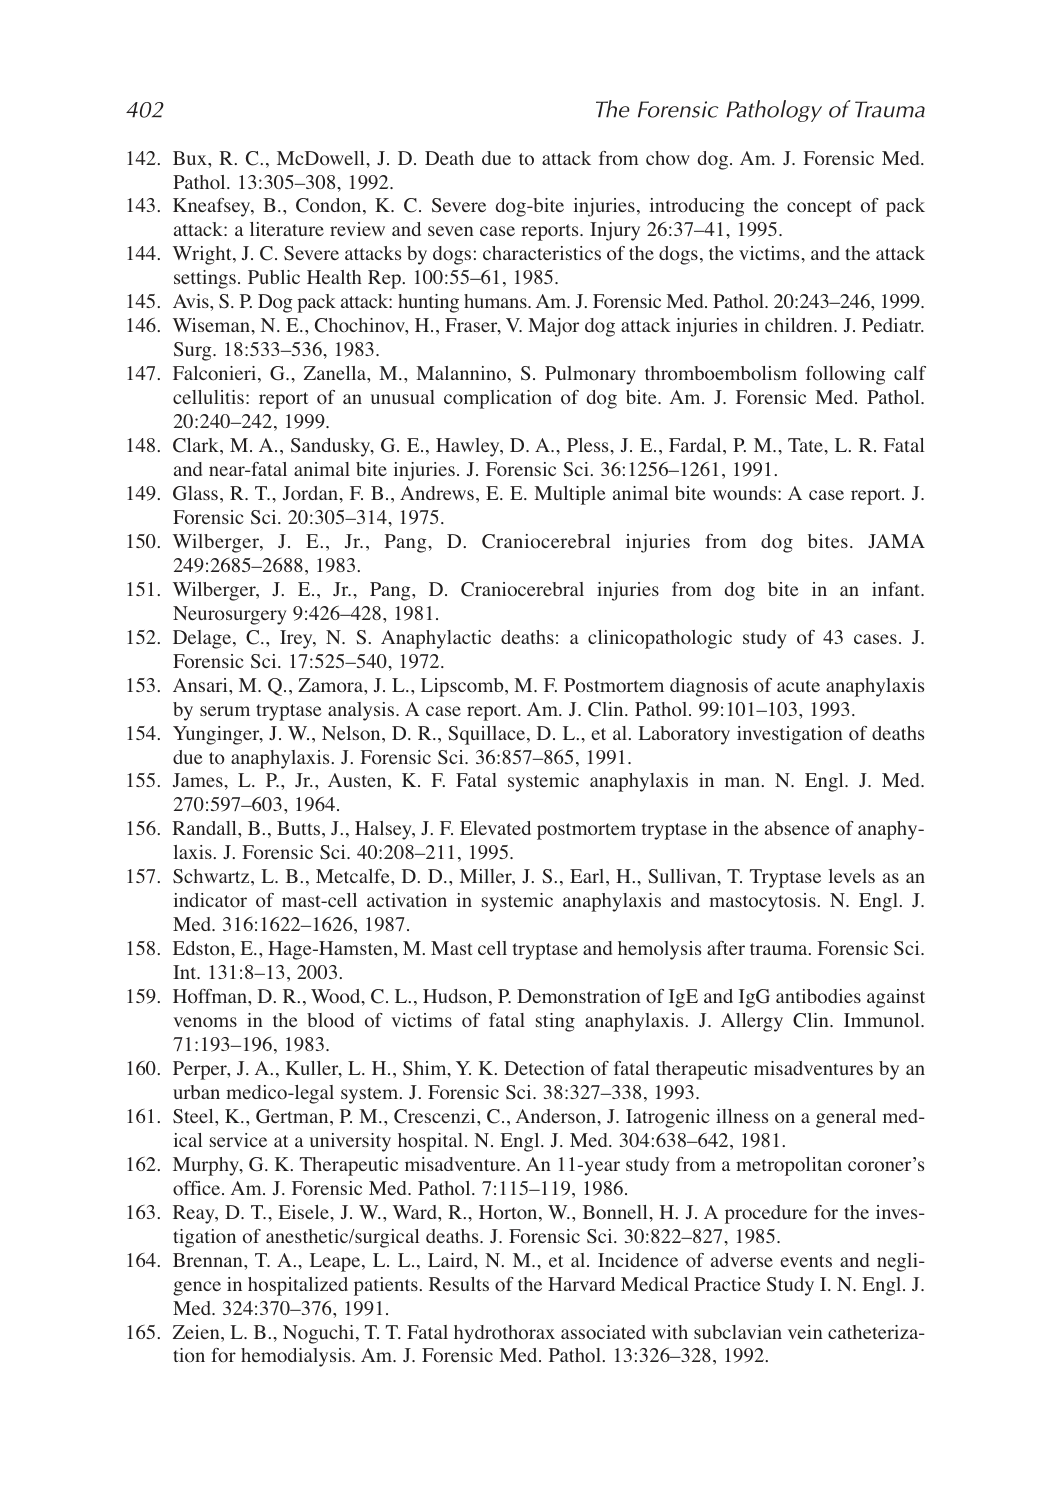 402 The Forensic Pathology of Trauma
142. Bux, R. C., McDowell, J. D. Death due to attack from chow dog. Am. J. Forensic Med.
Pathol. 13:305–308, 1992.
143. Kneafsey, B., Condon, K. C. Severe dog-bite injuries, introducing the concept of pack
attack: a literature review and seven case reports. Injury 26:37–41, 1995.
144. Wright, J. C. Severe attacks by dogs: characteristics of the dogs, the victims, and the attack
settings. Public Health Rep. 100:55–61, 1985.
145. Avis, S. P. Dog pack attack: hunting humans. Am. J. Forensic Med. Pathol. 20:243–246, 1999.
146. Wiseman, N. E., Chochinov, H., Fraser, V. Major dog attack injuries in children. J. Pediatr.
Surg. 18:533–536, 1983.
147. Falconieri, G., Zanella, M., Malannino, S. Pulmonary thromboembolism following calf
cellulitis: report of an unusual complication of dog bite. Am. J. Forensic Med. Pathol.
20:240–242, 1999.
148. Clark, M. A., Sandusky, G. E., Hawley, D. A., Pless, J. E., Fardal, P. M., Tate, L. R. Fatal
and near-fatal animal bite injuries. J. Forensic Sci. 36:1256–1261, 1991.
149. Glass, R. T., Jordan, F. B., Andrews, E. E. Multiple animal bite wounds: A case report. J.
Forensic Sci. 20:305–314, 1975.
150. Wilberger, J. E., Jr., Pang, D. Craniocerebral injuries from dog bites. JAMA
249:2685–2688, 1983.
151. Wilberger, J. E., Jr., Pang, D. Craniocerebral injuries from dog bite in an infant.
Neurosurgery 9:426–428, 1981.
152. Delage, C., Irey, N. S. Anaphylactic deaths: a clinicopathologic study of 43 cases. J.
Forensic Sci. 17:525–540, 1972.
153. Ansari, M. Q., Zamora, J. L., Lipscomb, M. F. Postmortem diagnosis of acute anaphylaxis
by serum tryptase analysis. A case report. Am. J. Clin. Pathol. 99:101–103, 1993.
154. Yunginger, J. W., Nelson, D. R., Squillace, D. L., et al. Laboratory investigation of deaths
due to anaphylaxis. J. Forensic Sci. 36:857–865, 1991.
155. James, L. P., Jr., Austen, K. F. Fatal systemic anaphylaxis in man. N. Engl. J. Med.
270:597–603, 1964.
156. Randall, B., Butts, J., Halsey, J. F. Elevated postmortem tryptase in the absence of anaphy-
laxis. J. Forensic Sci. 40:208–211, 1995.
157. Schwartz, L. B., Metcalfe, D. D., Miller, J. S., Earl, H., Sullivan, T. Tryptase levels as an
indicator of mast-cell activation in systemic anaphylaxis and mastocytosis. N. Engl. J.
Med. 316:1622–1626, 1987.
158. Edston, E., Hage-Hamsten, M. Mast cell tryptase and hemolysis after trauma. Forensic Sci.
Int. 131:8–13, 2003.
159. Hoffman, D. R., Wood, C. L., Hudson, P. Demonstration of IgE and IgG antibodies against
venoms in the blood of victims of fatal sting anaphylaxis. J. Allergy Clin. Immunol.
71:193–196, 1983.
160. Perper, J. A., Kuller, L. H., Shim, Y. K. Detection of fatal therapeutic misadventures by an
urban medico-legal system. J. Forensic Sci. 38:327–338, 1993.
161. Steel, K., Gertman, P. M., Crescenzi, C., Anderson, J. Iatrogenic illness on a general med-
ical service at a university hospital. N. Engl. J. Med. 304:638–642, 1981.
162. Murphy, G. K. Therapeutic misadventure. An 11-year study from a metropolitan coroner's
office. Am. J. Forensic Med. Pathol. 7:115–119, 1986.
163. Reay, D. T., Eisele, J. W., Ward, R., Horton, W., Bonnell, H. J. A procedure for the inves-
tigation of anesthetic/surgical deaths. J. Forensic Sci. 30:822–827, 1985.
164. Brennan, T. A., Leape, L. L., Laird, N. M., et al. Incidence of adverse events and negli-
gence in hospitalized patients. Results of the Harvard Medical Practice Study I. N. Engl. J.
Med. 324:370–376, 1991.
165. Zeien, L. B., Noguchi, T. T. Fatal hydrothorax associated with subclavian vein catheteriza-
tion for hemodialysis. Am. J. Forensic Med. Pathol. 13:326–328, 1992.